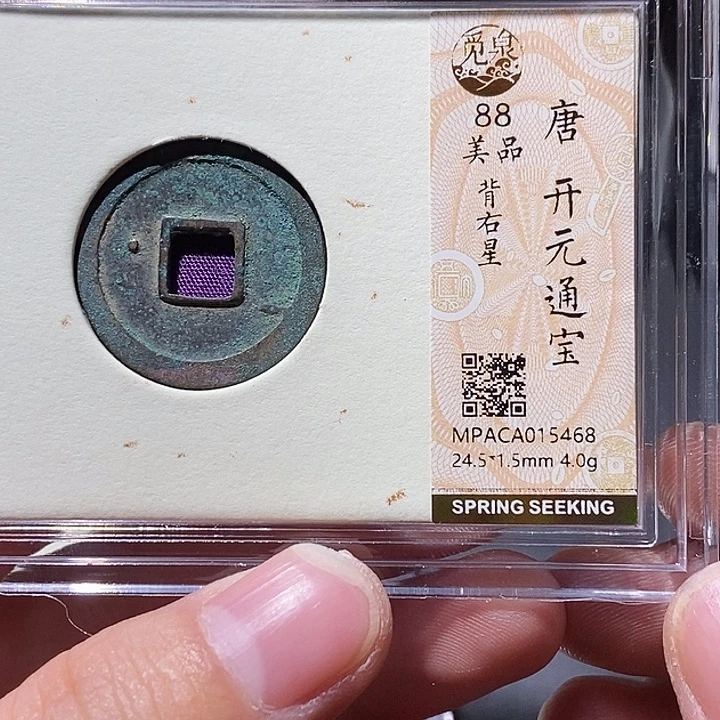 觅泉
88
美品
背右星
唐 开元通宝
MPACA015468
24.5*1.5mm 4.0g
SPRING SEEKING